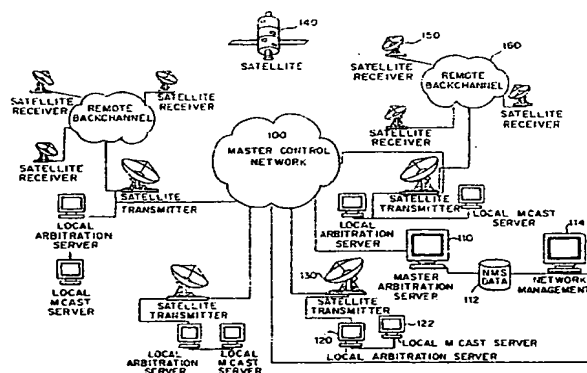 140
SATELLITE
150
160
SATELLITE RECEIVER
REMOTE BACKCHANNEL
SATELLITE RECEIVER
SATELLITE RECEIVER
REMOTE BACKCHANNEL
SATELLITE RECEIVER
SATELLITE RECEIVER
SATELLITE RECEIVER
100
MASTER CONTROL NETWORK
SATELLITE TRANSMITTER
LOCAL ARBITRATION SERVER
LOCAL MCAST SERVER
SATELLITE TRANSMITTER
LOCAL ARBITRATION SERVER
LOCAL MCAST SERVER
110
MASTER ARBITRATION SERVER
NMS DATA
112
114
NETWORK MANAGEMENT
SATELLITE TRANSMITTER
LOCAL ARBITRATION SERVER
LOCAL MCAST SERVER
130
SATELLITE TRANSMITTER
120
122
LOCAL M CAST SERVER
LOCAL ARBITRATION SERVER